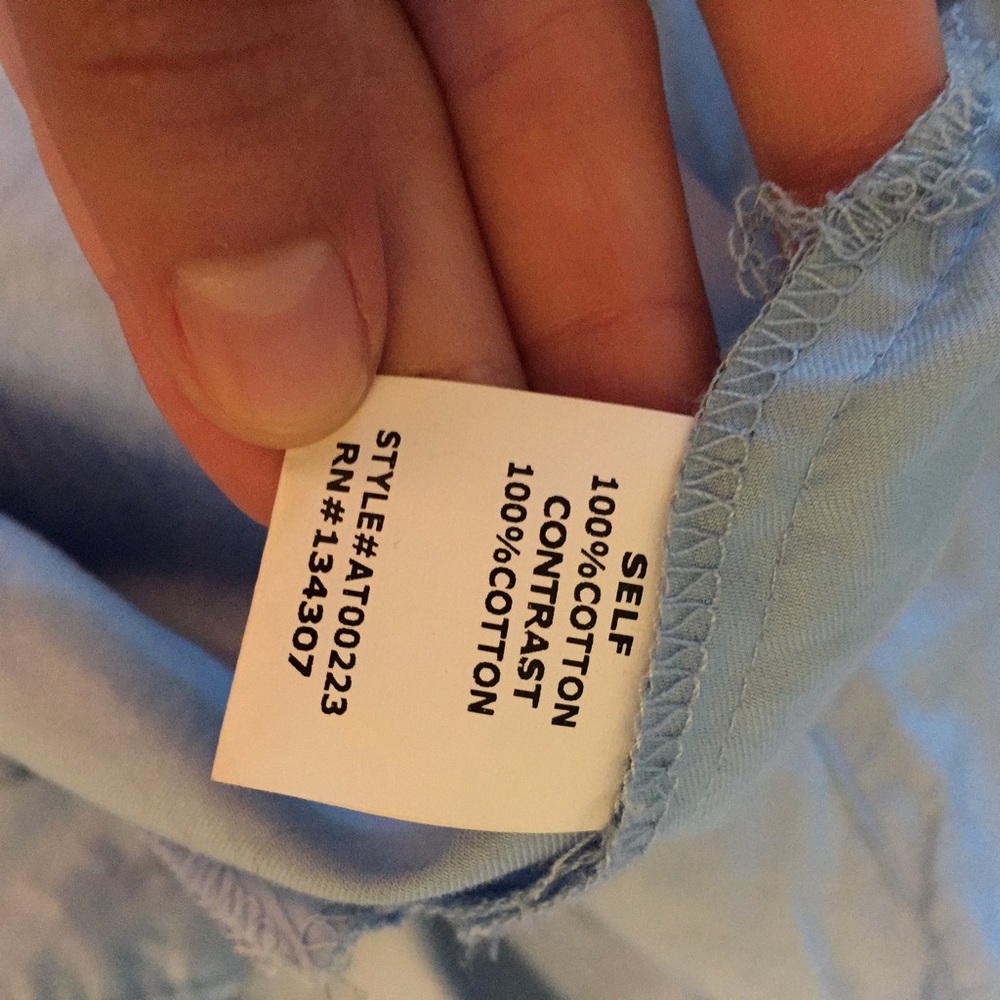 SELF
100%COTTON
CONTRAST
100%COTTON
STYLE#AT00223
RN#134307